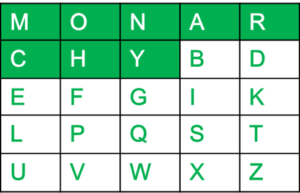 M O N A R
C H Y B D
E F G I K
L P Q S T
U V W X Z